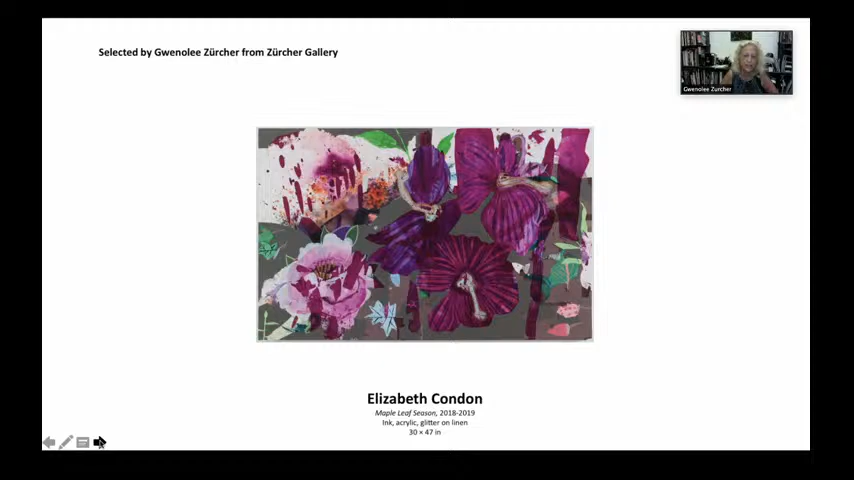 Selected by Gwenolee Zürcher from Zürcher Gallery
Gwenolee Zurcher
Elizabeth Condon
Maple Leaf Season, 2018-2019
Ink, acrylic, glitter on linen
30 × 47 in